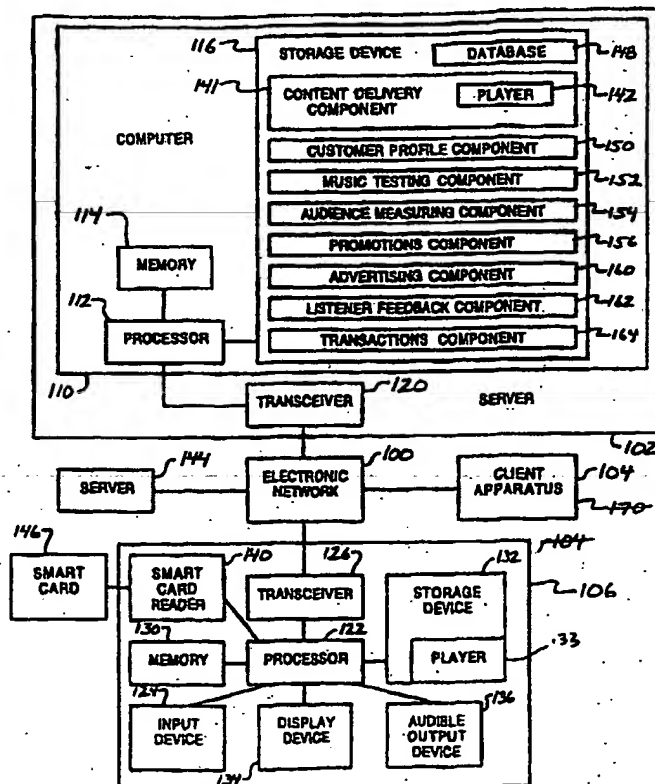 116 STORAGE DEVICE DATABASE 148
141 CONTENT DELIVERY COMPONENT PLAYER 142
COMPUTER
CUSTOMER PROFILE COMPONENT 150
MUSIC TESTING COMPONENT 152
AUDIENCE MEASURING COMPONENT 154
114 PROMOTIONS COMPONENT 156
MEMORY ADVERTISING COMPONENT 160
112 LISTENER FEEDBACK COMPONENT 162
PROCESSOR TRANSACTIONS COMPONENT 164
110 TRANSCEIVER 120 SERVER
102
144 100
SERVER ELECTRONIC NETWORK CLIENT APPARATUS 104
170
146 140 126 132 104
SMART CARD SMART CARD READER TRANSCEIVER STORAGE DEVICE 106
130 122
MEMORY PROCESSOR PLAYER 133
124 136
INPUT DEVICE DISPLAY DEVICE AUDIBLE OUTPUT DEVICE
134